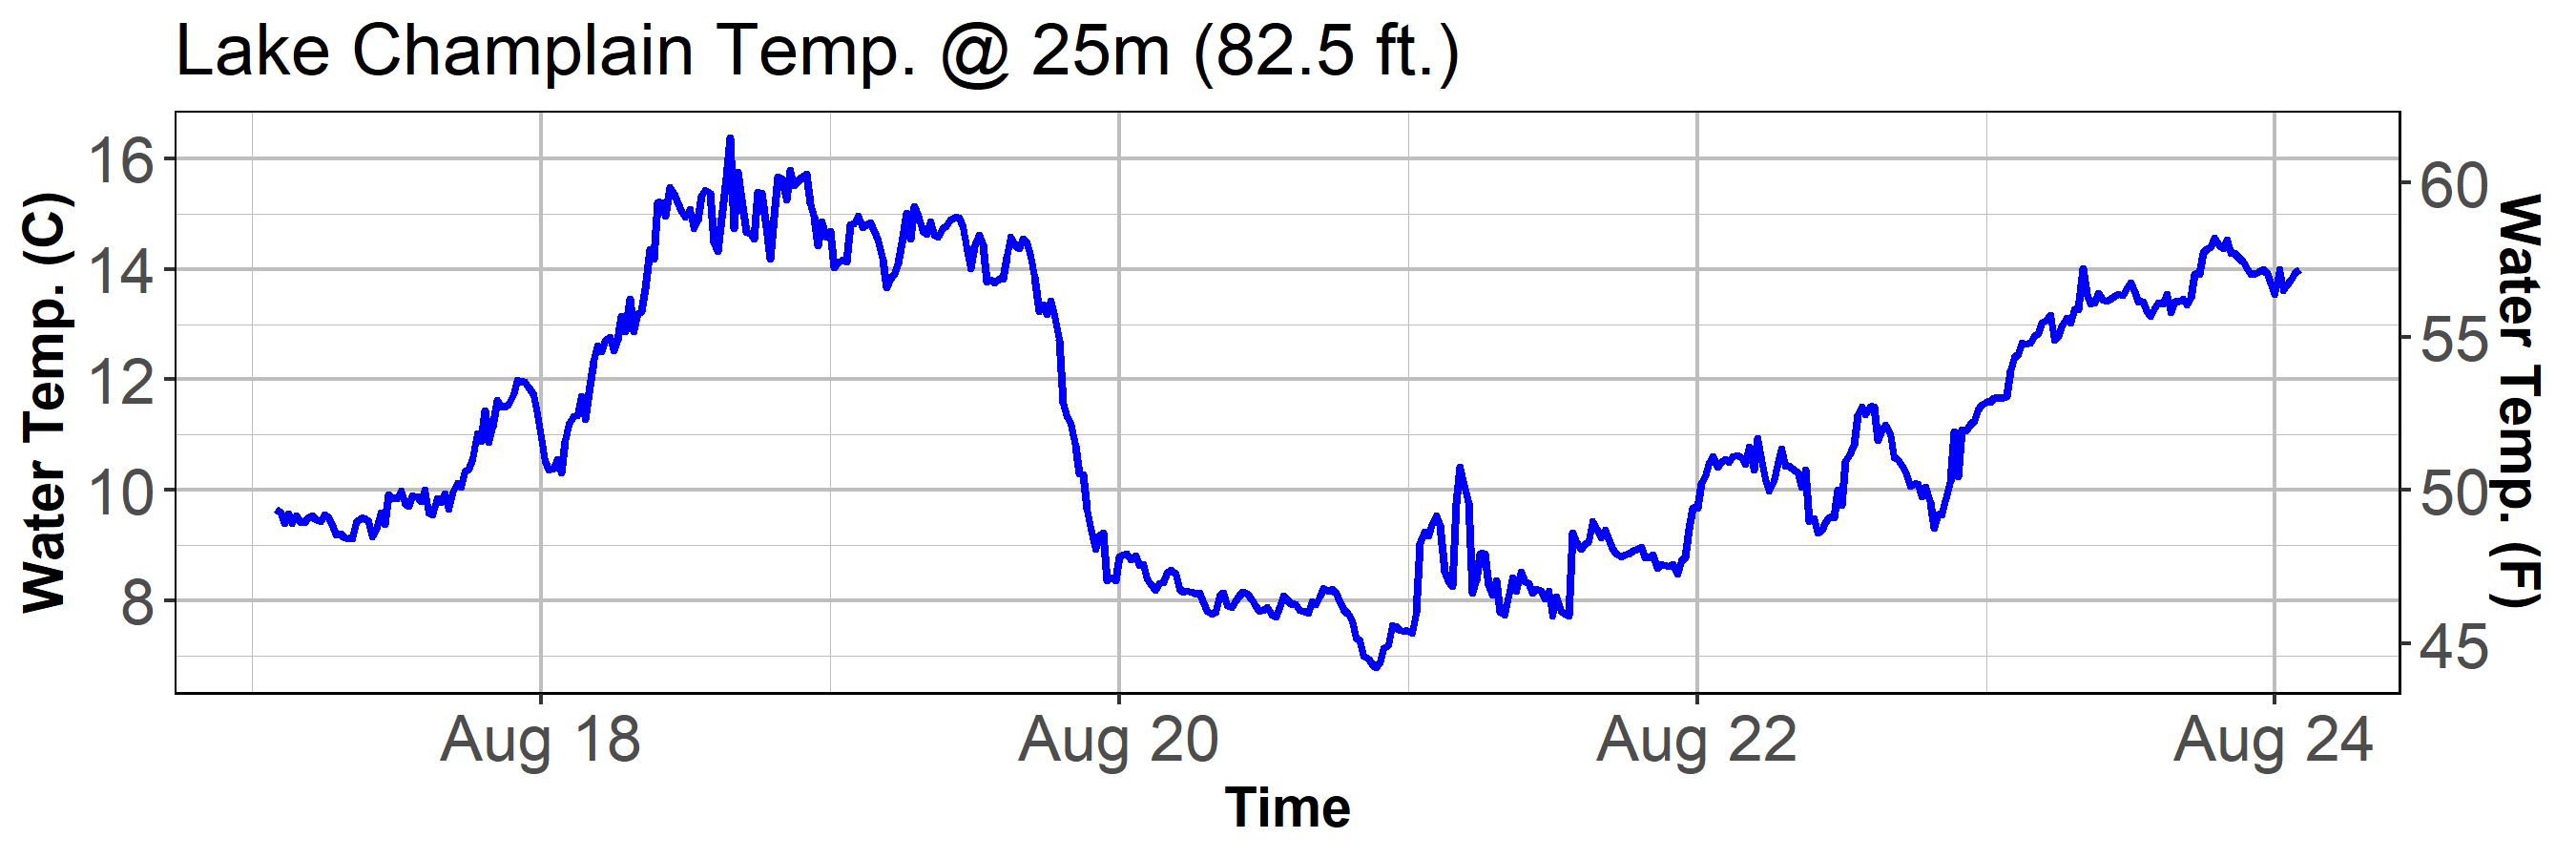 Lake Champlain Temp. @ 25m (82.5 ft.)
Water Temp. (C)
16
14
12
10
8
60
55
50
45
Water Temp. (F)
Aug 18 Aug 20 Aug 22 Aug 24
Time